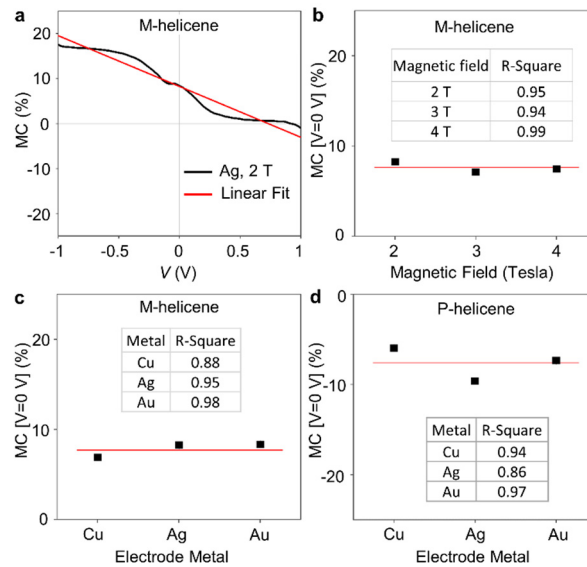 a
M-helicene
MC (%)
20
10
0
-10
-20
Ag, 2 T
Linear Fit
-1
-0.5
0
0.5
1
V (V)
b
M-helicene
MC [V=0 V] (%)
20
10
0
Magnetic field R-Square
2 T 0.95
3 T 0.94
4 T 0.99
2
3
4
Magnetic Field (Tesla)
c
M-helicene
MC [V=0 V] (%)
20
10
0
Metal R-Square
Cu 0.88
Ag 0.95
Au 0.98
Cu
Ag
Au
Electrode Metal
d
P-helicene
MC [V=0 V] (%)
0
-10
-20
Metal R-Square
Cu 0.94
Ag 0.86
Au 0.97
Cu
Ag
Au
Electrode Metal